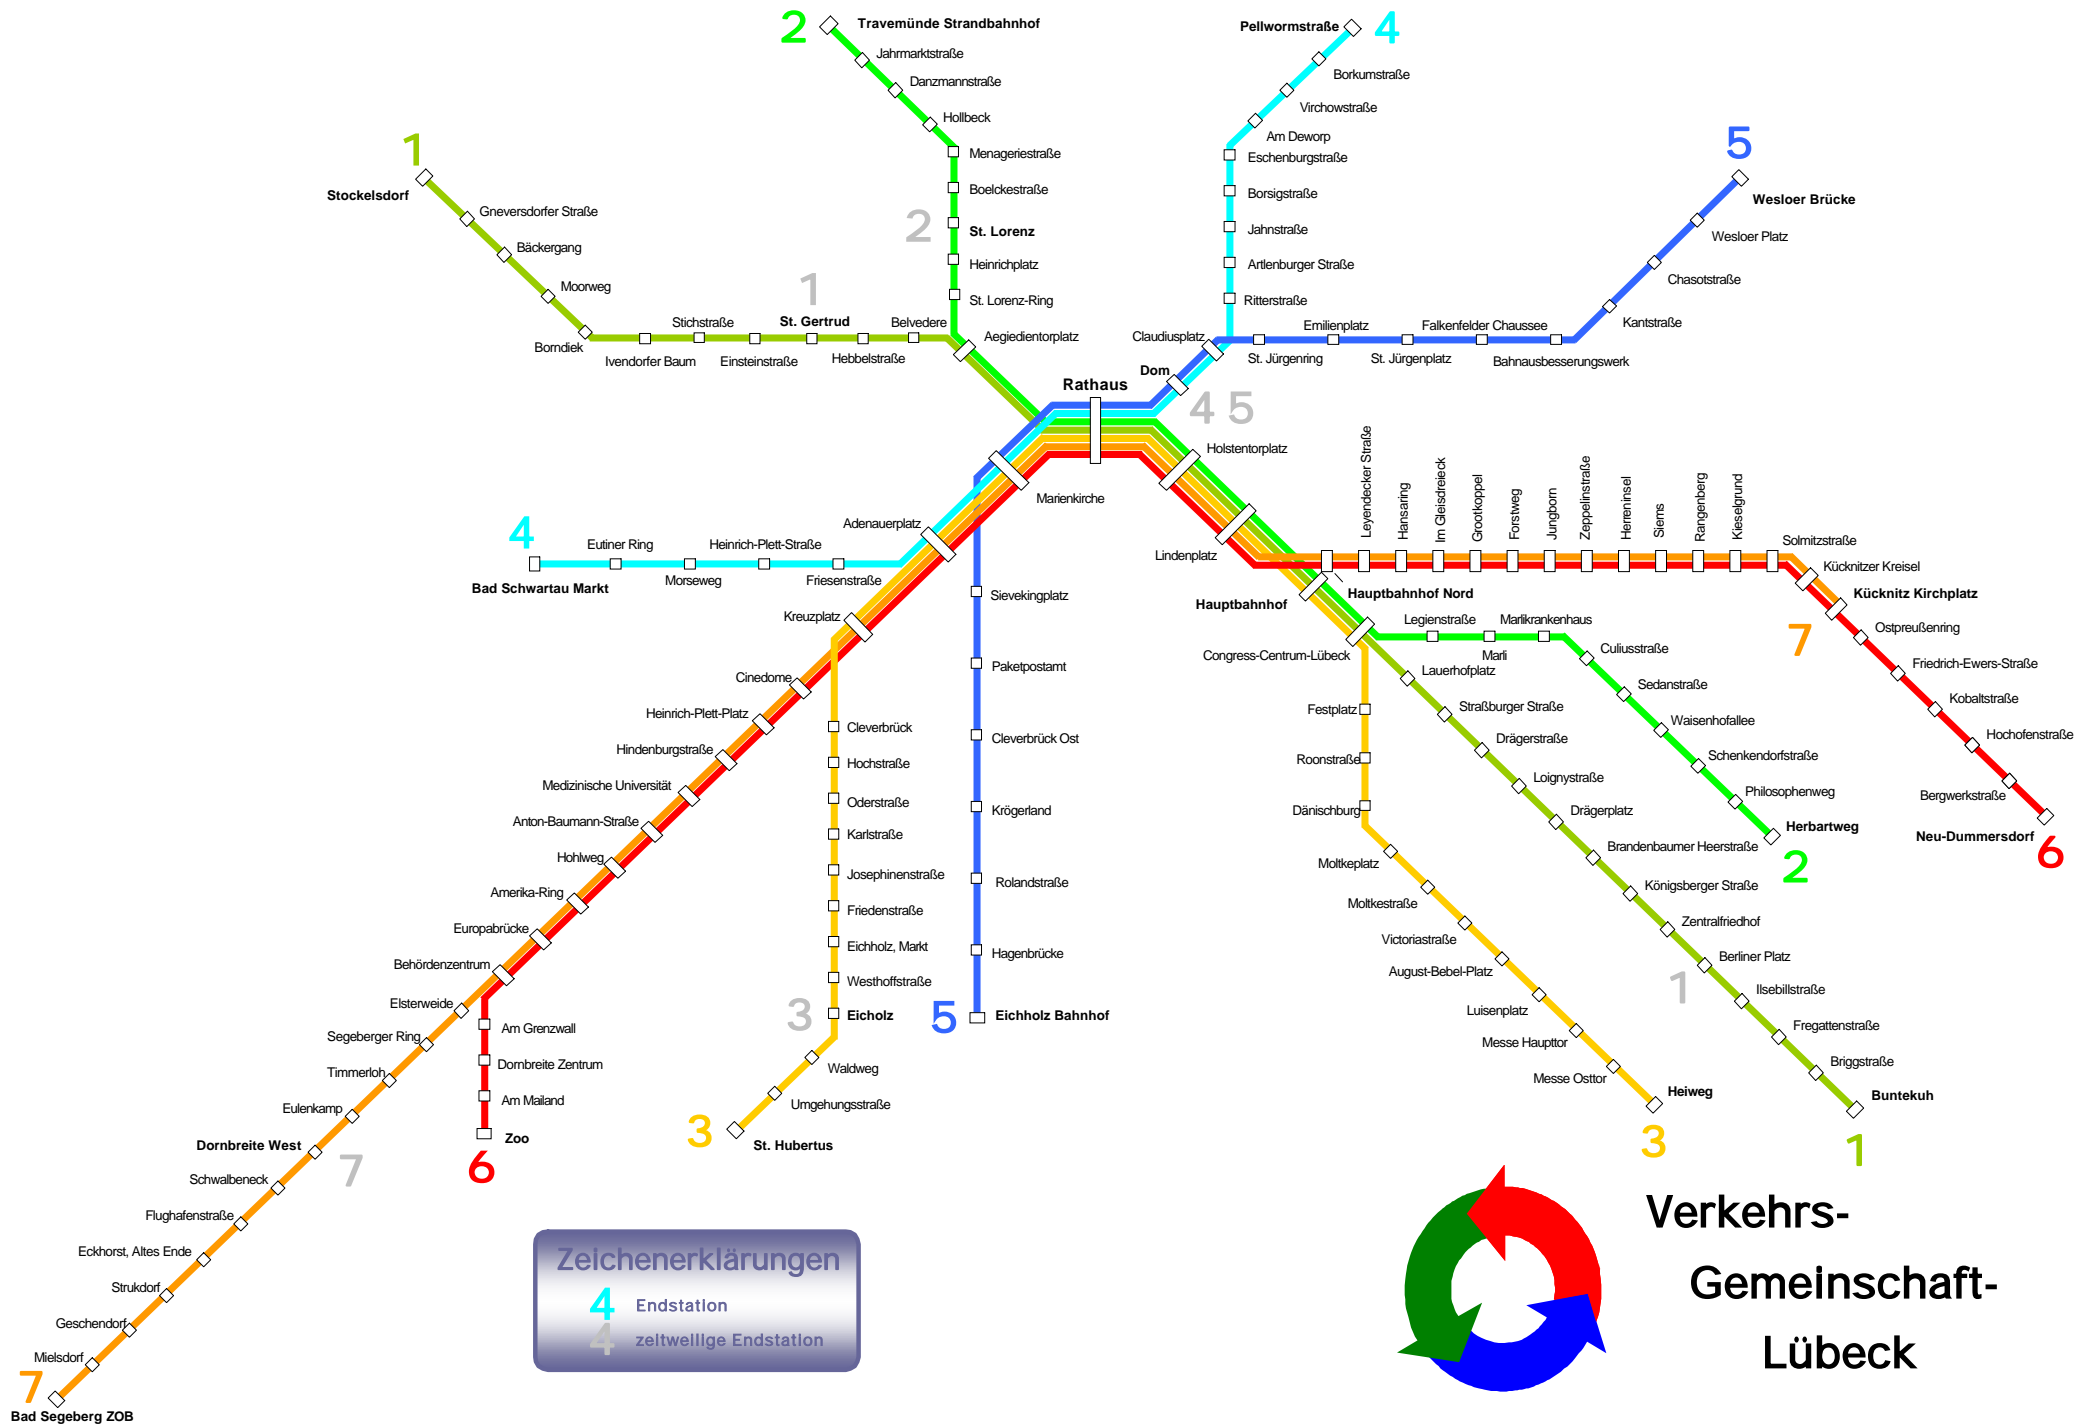 2
Travemünde Strandbahnhof
Jahrmarktstraße
Danzmannstraße
Hollbeck
Menageriestraße
Boelckestraße
2
St. Lorenz
Heinrichplatz
St. Lorenz-Ring
Aegiedientorplatz
1
Stockelsdorf
Gneversdorfer Straße
Bäckergang
Moorweg
Borndiek
Ivendorfer Baum
Stichstraße
Einsteinstraße
1
St. Gertrud
Hebbelstraße
Belvedere
Pellwormstraße
4
Borkumstraße
Virchowstraße
Am Deworp
Eschenburgstraße
Borsigstraße
Jahnstraße
Artlenburger Straße
Ritterstraße
Claudiusplatz
Dom
4 5
5
Wesloer Brücke
Wesloer Platz
Chasotstraße
Kantstraße
Bahnausbesserungswerk
Falkenfelder Chaussee
St. Jürgenplatz
Emilienplatz
St. Jürgenring
Rathaus
Marienkirche
Holstentorplatz
Lindenplatz
Adenauerplatz
4
Bad Schwartau Markt
Eutiner Ring
Morseweg
Heinrich-Plett-Straße
Friesenstraße
Kreuzplatz
Cinedome
Heinrich-Plett-Platz
Hindenburgstraße
Medizinische Universität
Anton-Baumann-Straße
Hohlweg
Amerika-Ring
Europabrücke
Behördenzentrum
Elsterweide
Segeberger Ring
Timmerloh
Eulenkamp
Dornbreite West
7
Schwalbeneck
Flughafenstraße
Eckhorst, Altes Ende
Strukdorf
Geschendorf
Mielsdorf
7
Bad Segeberg ZOB
Am Grenzwall
Dornbreite Zentrum
Am Mailand
Zoo
6
Cleverbrück
Hochstraße
Oderstraße
Karlstraße
Josephinenstraße
Friedenstraße
Eichholz, Markt
Westhoffstraße
3
Eicholz
Waldweg
Umgehungsstraße
3
St. Hubertus
Sievekingplatz
Paketpostamt
Cleverbrück Ost
Krögerland
Rolandstraße
Hagenbrücke
5
Eichholz Bahnhof
Hauptbahnhof
Hauptbahnhof Nord
Leyendecker Straße
Hansaring
Im Gleisdreieck
Grootkoppel
Forstweg
Jungborn
Zeppelinstraße
Herreninsel
Siems
Rangenberg
Kieselgrund
Solmitzstraße
Kücknitzer Kreisel
Kücknitz Kirchplatz
7
Ostpreußenring
Friedrich-Ewers-Straße
Kobaltstraße
Hochofenstraße
Bergwerkstraße
Neu-Dummersdorf
6
Congress-Centrum-Lübeck
Legienstraße
Marli
Marlikrankenhaus
Culiusstraße
Sedanstraße
Waisenhofallee
Schenkendorfstraße
Philosophenweg
Herbartweg
2
Lauerhofplatz
Straßburger Straße
Drägerstraße
Loignystraße
Drägerplatz
Brandenbaumer Heerstraße
Königsberger Straße
Zentralfriedhof
Berliner Platz
1
Ilsebillstraße
Fregattenstraße
Briggstraße
Buntekuh
1
Festplatz
Roonstraße
Dänischburg
Moltkeplatz
Moltkestraße
Victoriastraße
August-Bebel-Platz
Luisenplatz
Messe Haupttor
Messe Osttor
Heiweg
3
Zeichenerklärungen
4 Endstation
4 zeitweilige Endstation
Verkehrs-
Gemeinschaft-
Lübeck